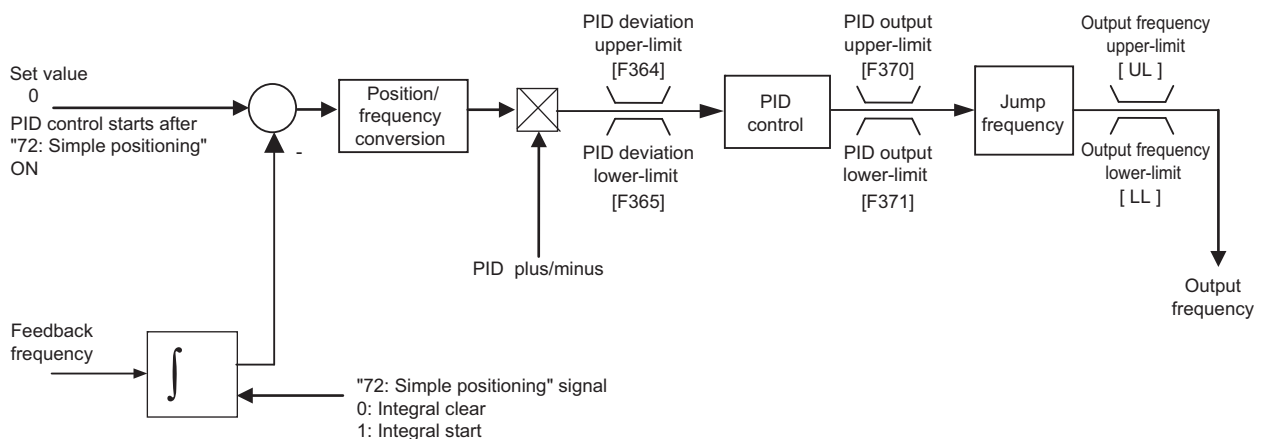 Set value
0
PID control starts after
"72: Simple positioning"
ON
-
Position/
frequency
conversion
PID plus/minus
PID deviation
upper-limit
[F364]
PID deviation
lower-limit
[F365]
PID
control
PID output
upper-limit
[F370]
PID output
lower-limit
[F371]
Jump
frequency
Output frequency
upper-limit
[ UL ]
Output frequency
lower-limit
[ LL ]
Output
frequency
Feedback
frequency
∫
"72: Simple positioning" signal
0: Integral clear
1: Integral start